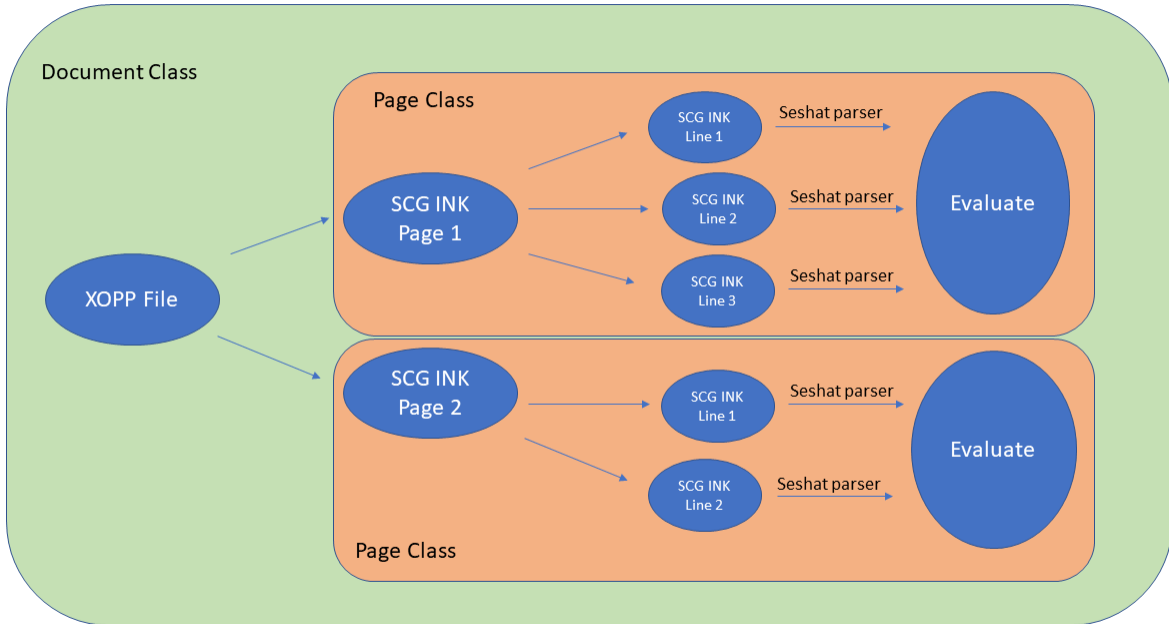 Document Class
Page Class
SCG INK
Line 1
Seshat parser
SCG INK
Page 1
SCG INK
Line 2
Seshat parser
Evaluate
XOPP File
SCG INK
Line 3
Seshat parser
SCG INK
Page 2
SCG INK
Line 1
Seshat parser
Evaluate
SCG INK
Line 2
Seshat parser
Page Class